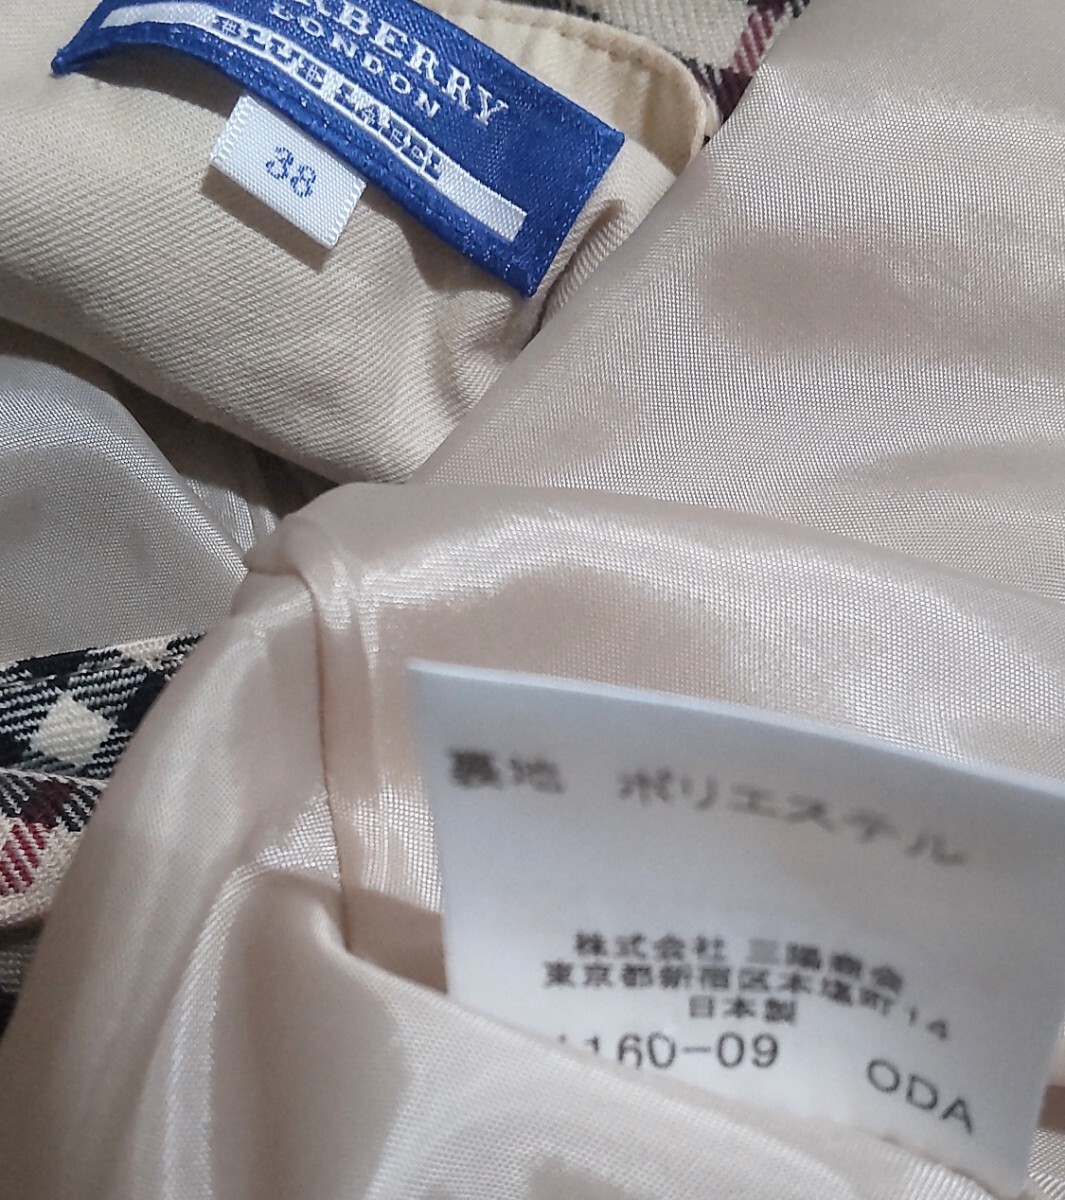 BERRY
LONDON
BLUE LABEL
38
裏地 ポリエステル
株式会社 三陽商会
東京都新宿区本塩町14
日本製
160-09 ODA